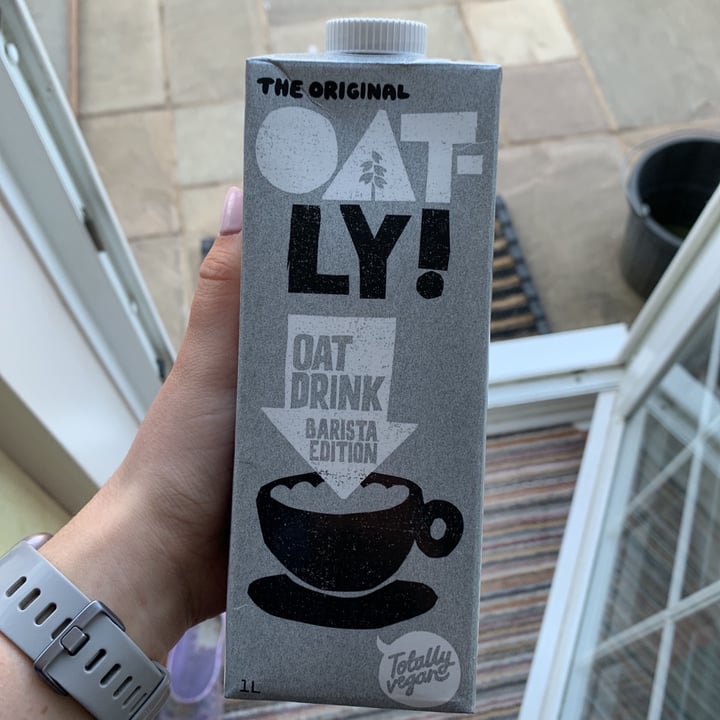 THE ORIGINAL
OAT-
LY!
OAT
DRINK
BARISTA
EDITION
Totally
vegan
1L